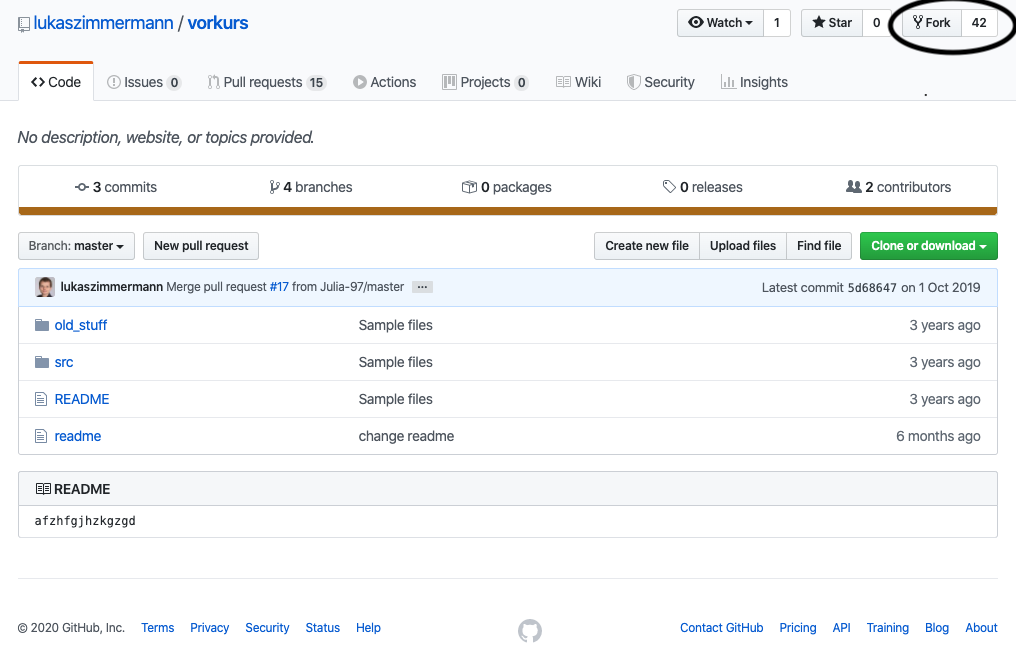 lukaszimmermann / vorkurs
Watch 1 Star 0 Fork 42
Code Issues 0 Pull requests 15 Actions Projects 0 Wiki Security Insights
No description, website, or topics provided.
3 commits 4 branches 0 packages 0 releases 2 contributors
Branch: master New pull request Create new file Upload files Find file Clone or download
lukaszimmermann Merge pull request #17 from Julia-97/master ... Latest commit 5d68647 on 1 Oct 2019
old_stuff Sample files 3 years ago
src Sample files 3 years ago
README Sample files 3 years ago
readme change readme 6 months ago
README
afzhfgjhzkgzgd
© 2020 GitHub, Inc. Terms Privacy Security Status Help Contact GitHub Pricing API Training Blog About